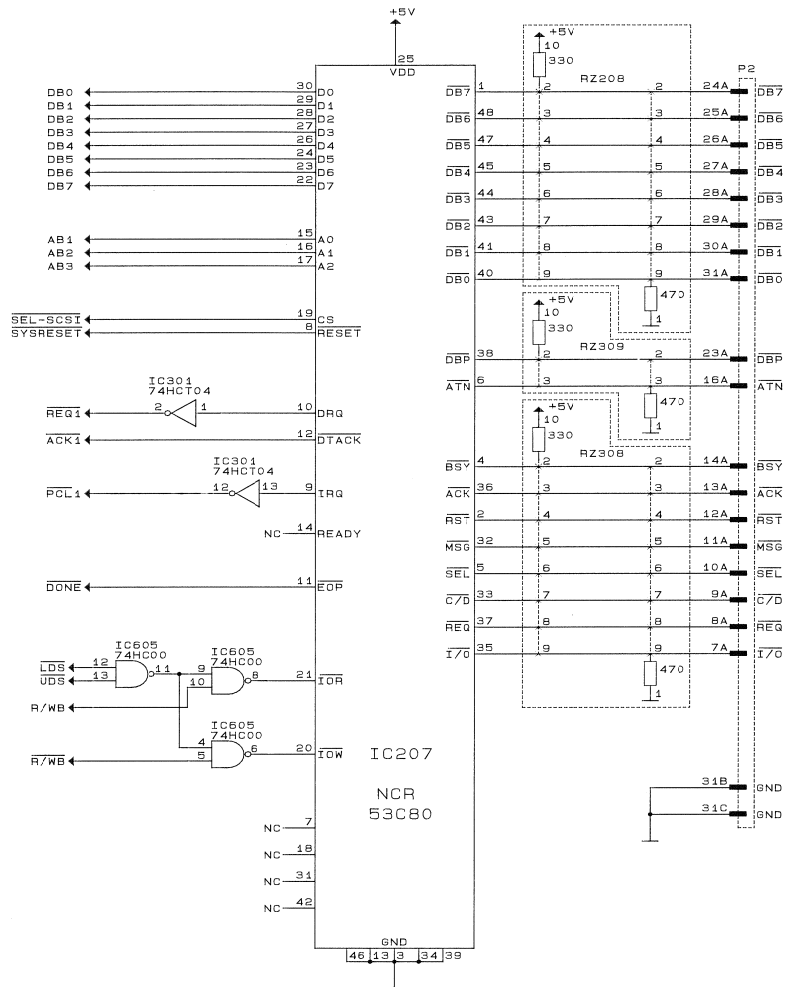 +5V
25
VDD
+5V
10
330
RZ208
P2
DB0 30 D0
DB1 29 D1
DB2 28 D2
DB3 27 D3
DB4 26 D4
DB5 24 D5
DB6 23 D6
DB7 22 D7
AB1 15 A0
AB2 16 A1
AB3 17 A2
SEL-SCSI 19 CS
SYSRESET 8 RESET
IC301
74HCT04
REQ1 2 1 10 DRQ
ACK1 12 DTACK
IC301
74HCT04
PCL1 12 13 9 IRQ
NC 14 READY
DONE 11 EOP
IC605
74HC00
LDS 12
UDS 13
11
IC605
74HC00
9
10
8
21 IOR
R/WB
IC605
74HC00
4
5
6
20 IOW
R/WB
NC 7
NC 18
NC 31
NC 42
IC207
NCR
53C80
GND
46 13 3 34 39
DB7 1 2 2 24A DB7
DB6 48 3 3 25A DB6
DB5 47 4 4 26A DB5
DB4 45 5 5 27A DB4
DB3 44 6 6 28A DB3
DB2 43 7 7 29A DB2
DB1 41 8 8 30A DB1
DB0 40 9 9 31A DB0
470
1
+5V
10
330
RZ309
DBP 38 2 2 23A DBP
ATN 6 3 3 16A ATN
470
1
+5V
10
330
RZ308
BSY 4 2 2 14A BSY
ACK 36 3 3 13A ACK
RST 2 4 4 12A RST
MSG 32 5 5 11A MSG
SEL 5 6 6 10A SEL
C/D 33 7 7 9A C/D
REQ 37 8 8 8A REQ
I/O 35 9 9 7A I/O
470
1
31B GND
31C GND